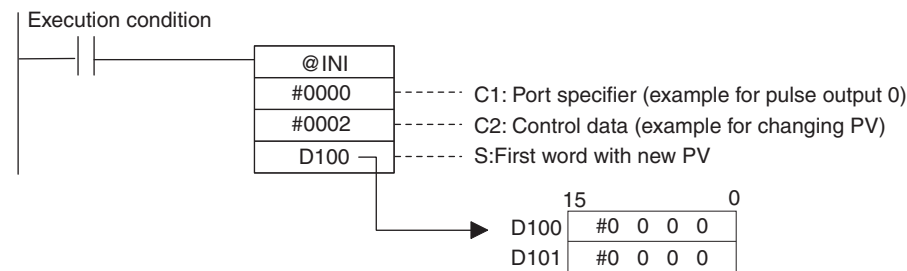 Execution condition
@INI
#0000 C1: Port specifier (example for pulse output 0)
#0002 C2: Control data (example for changing PV)
D100 S:First word with new PV
15 0
D100 #0 0 0 0
D101 #0 0 0 0